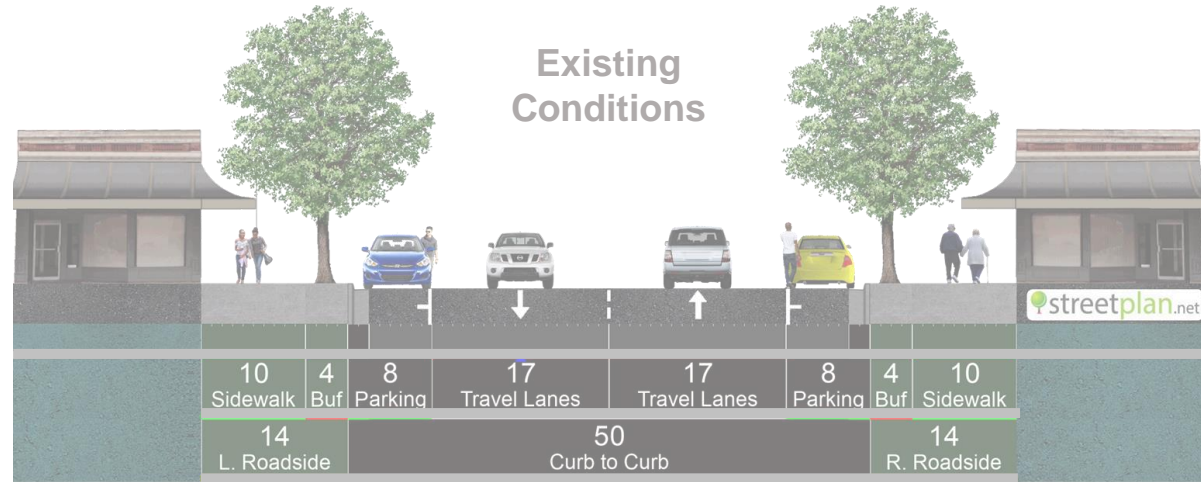 Existing
Conditions
streetplan.net
10 4 8 17 17 8 4 10
Sidewalk Buf Parking Travel Lanes Travel Lanes Parking Buf Sidewalk
14 50 14
L. Roadside Curb to Curb R. Roadside